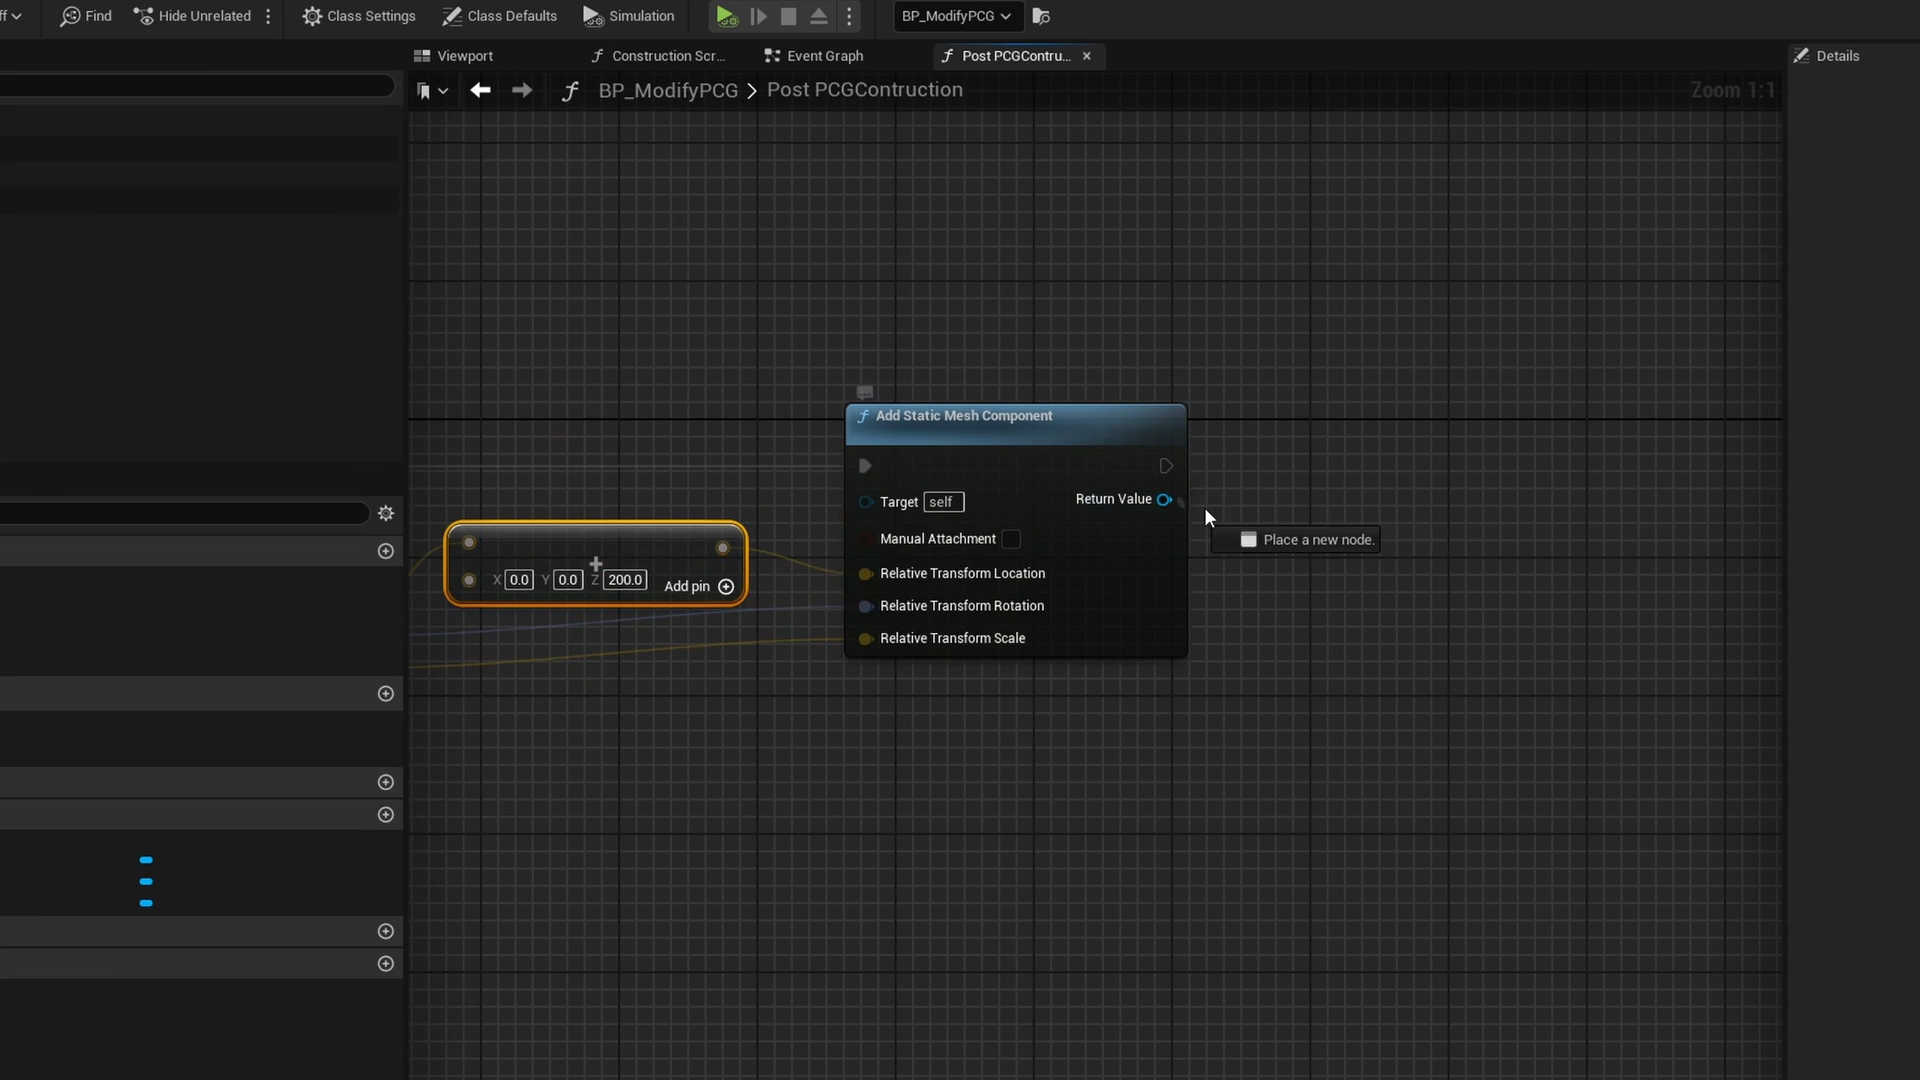 ff
Find
Hide Unrelated
Class Settings
Class Defaults
Simulation
BP_ModifyPCG
Viewport
Construction Scr...
Event Graph
Post PCGContru...
Details
BP_ModifyPCG > Post PCGContruction
Zoom 1:1
Add Static Mesh Component
Target self
Return Value
Manual Attachment
Place a new node.
Relative Transform Location
X 0.0 Y 0.0 Z 200.0
Add pin
Relative Transform Rotation
Relative Transform Scale